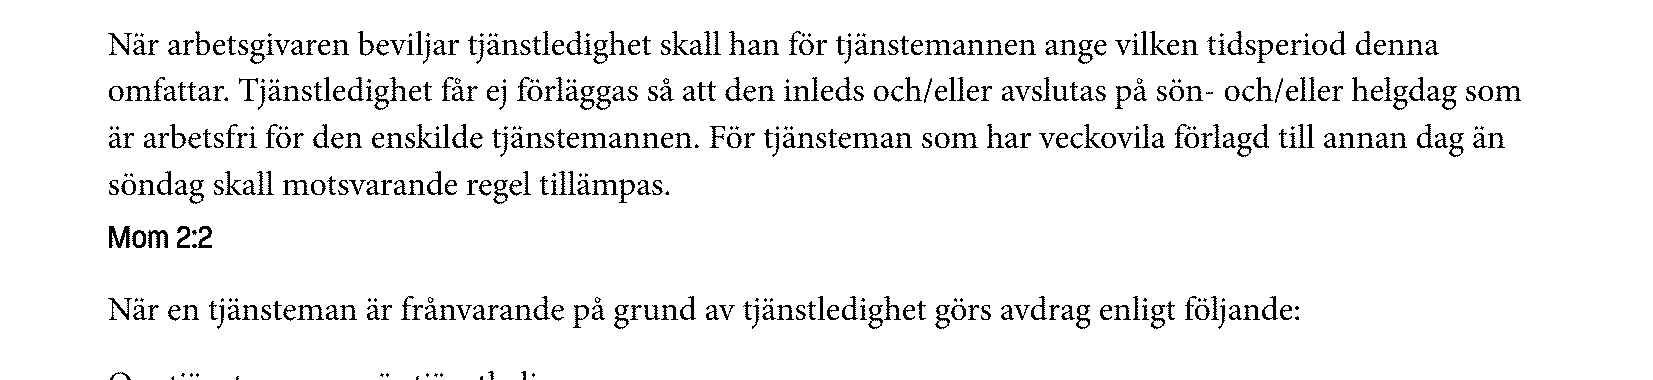 När arbetsgivaren beviljar tjänstledighet skall han för tjänstemannen ange vilken tidsperiod denna
omfattar. Tjänstledighet får ej förläggas så att den inleds och/eller avslutas på sön- och/eller helgdag som
är arbetsfri för den enskilde tjänstemannen. För tjänsteman som har veckovila förlagd till annan dag än
söndag skall motsvarande regel tillämpas.
Mom 2:2
När en tjänsteman är frånvarande på grund av tjänstledighet görs avdrag enligt följande: